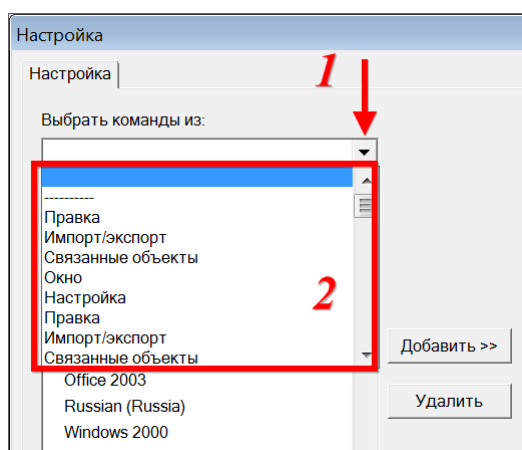 Настройка
Настройка
1
Выбрать команды из:
----------
Правка
Импорт/экспорт
Связанные объекты
Окно
Настройка
2
Правка
Импорт/экспорт
Связанные объекты
Добавить >>
Office 2003
Russian (Russia)
Удалить
Windows 2000